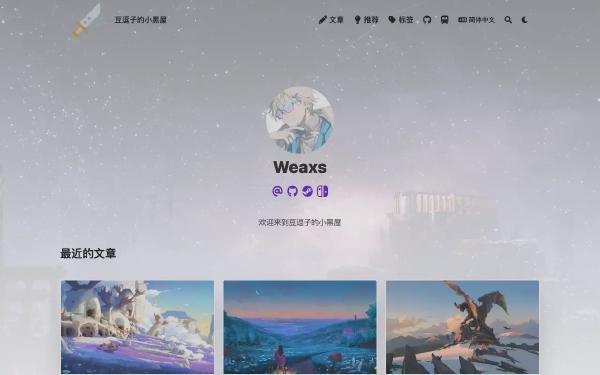 豆逗子的小黑屋
文章 推荐 标签 简体中文
Weaxs
欢迎来到豆逗子的小黑屋
最近的文章